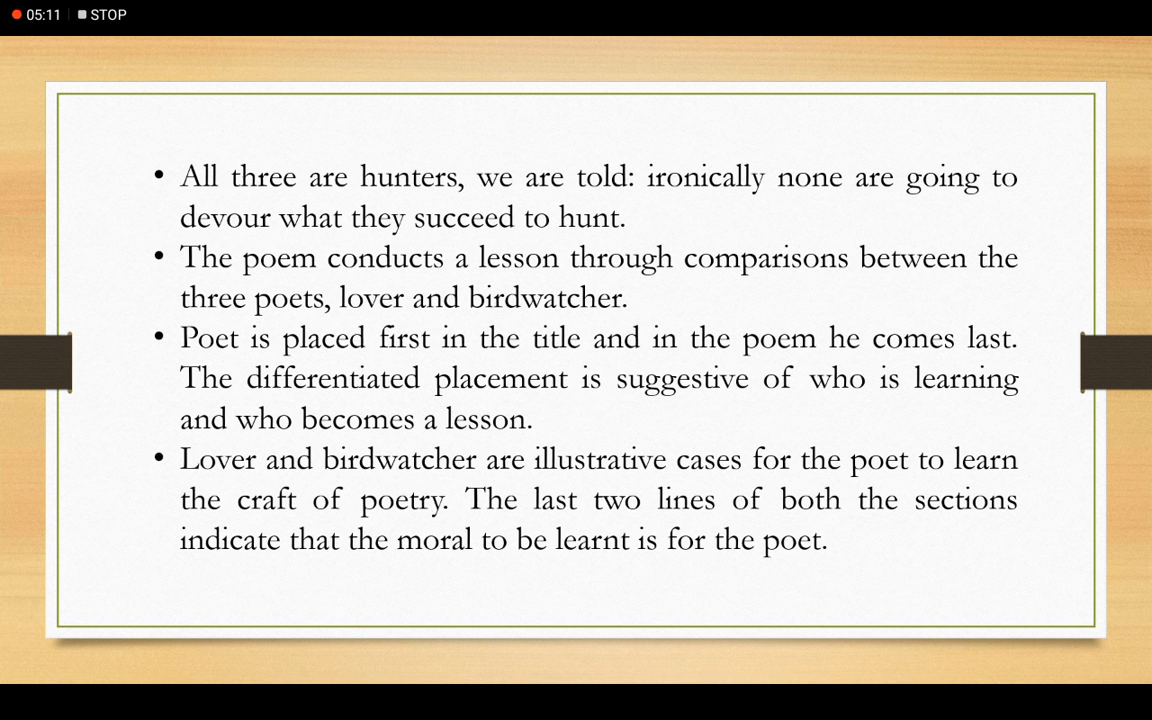 05:11 STOP
• All three are hunters, we are told: ironically none are going to
devour what they succeed to hunt.
• The poem conducts a lesson through comparisons between the
three poets, lover and birdwatcher.
• Poet is placed first in the title and in the poem he comes last.
The differentiated placement is suggestive of who is learning
and who becomes a lesson.
• Lover and birdwatcher are illustrative cases for the poet to learn
the craft of poetry. The last two lines of both the sections
indicate that the moral to be learnt is for the poet.